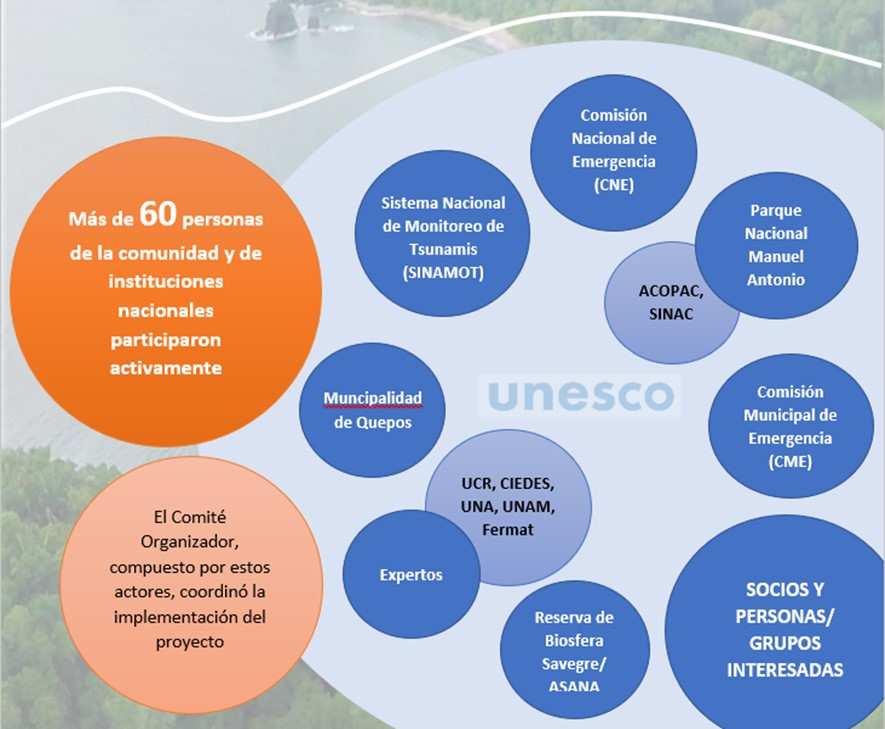 Más de 60 personas
de la comunidad y de
instituciones
nacionales
participaron
activamente
El Comité
Organizador,
compuesto por estos
actores, coordinó la
implementación del
proyecto
Comisión
Nacional de
Emergencia
(CNE)
Sistema Nacional
de Monitoreo de
Tsunamis
(SINAMOT)
Parque
Nacional
Manuel
Antonio
ACOPAC,
SINAC
Muncipalidad
de Quepos
unesco
Comisión
Municipal de
Emergencia
(CME)
UCR, CIEDES,
UNA, UNAM,
Fermat
Expertos
Reserva de
Biosfera
Savegre/
ASANA
SOCIOS Y
PERSONAS/
GRUPOS
INTERESADAS